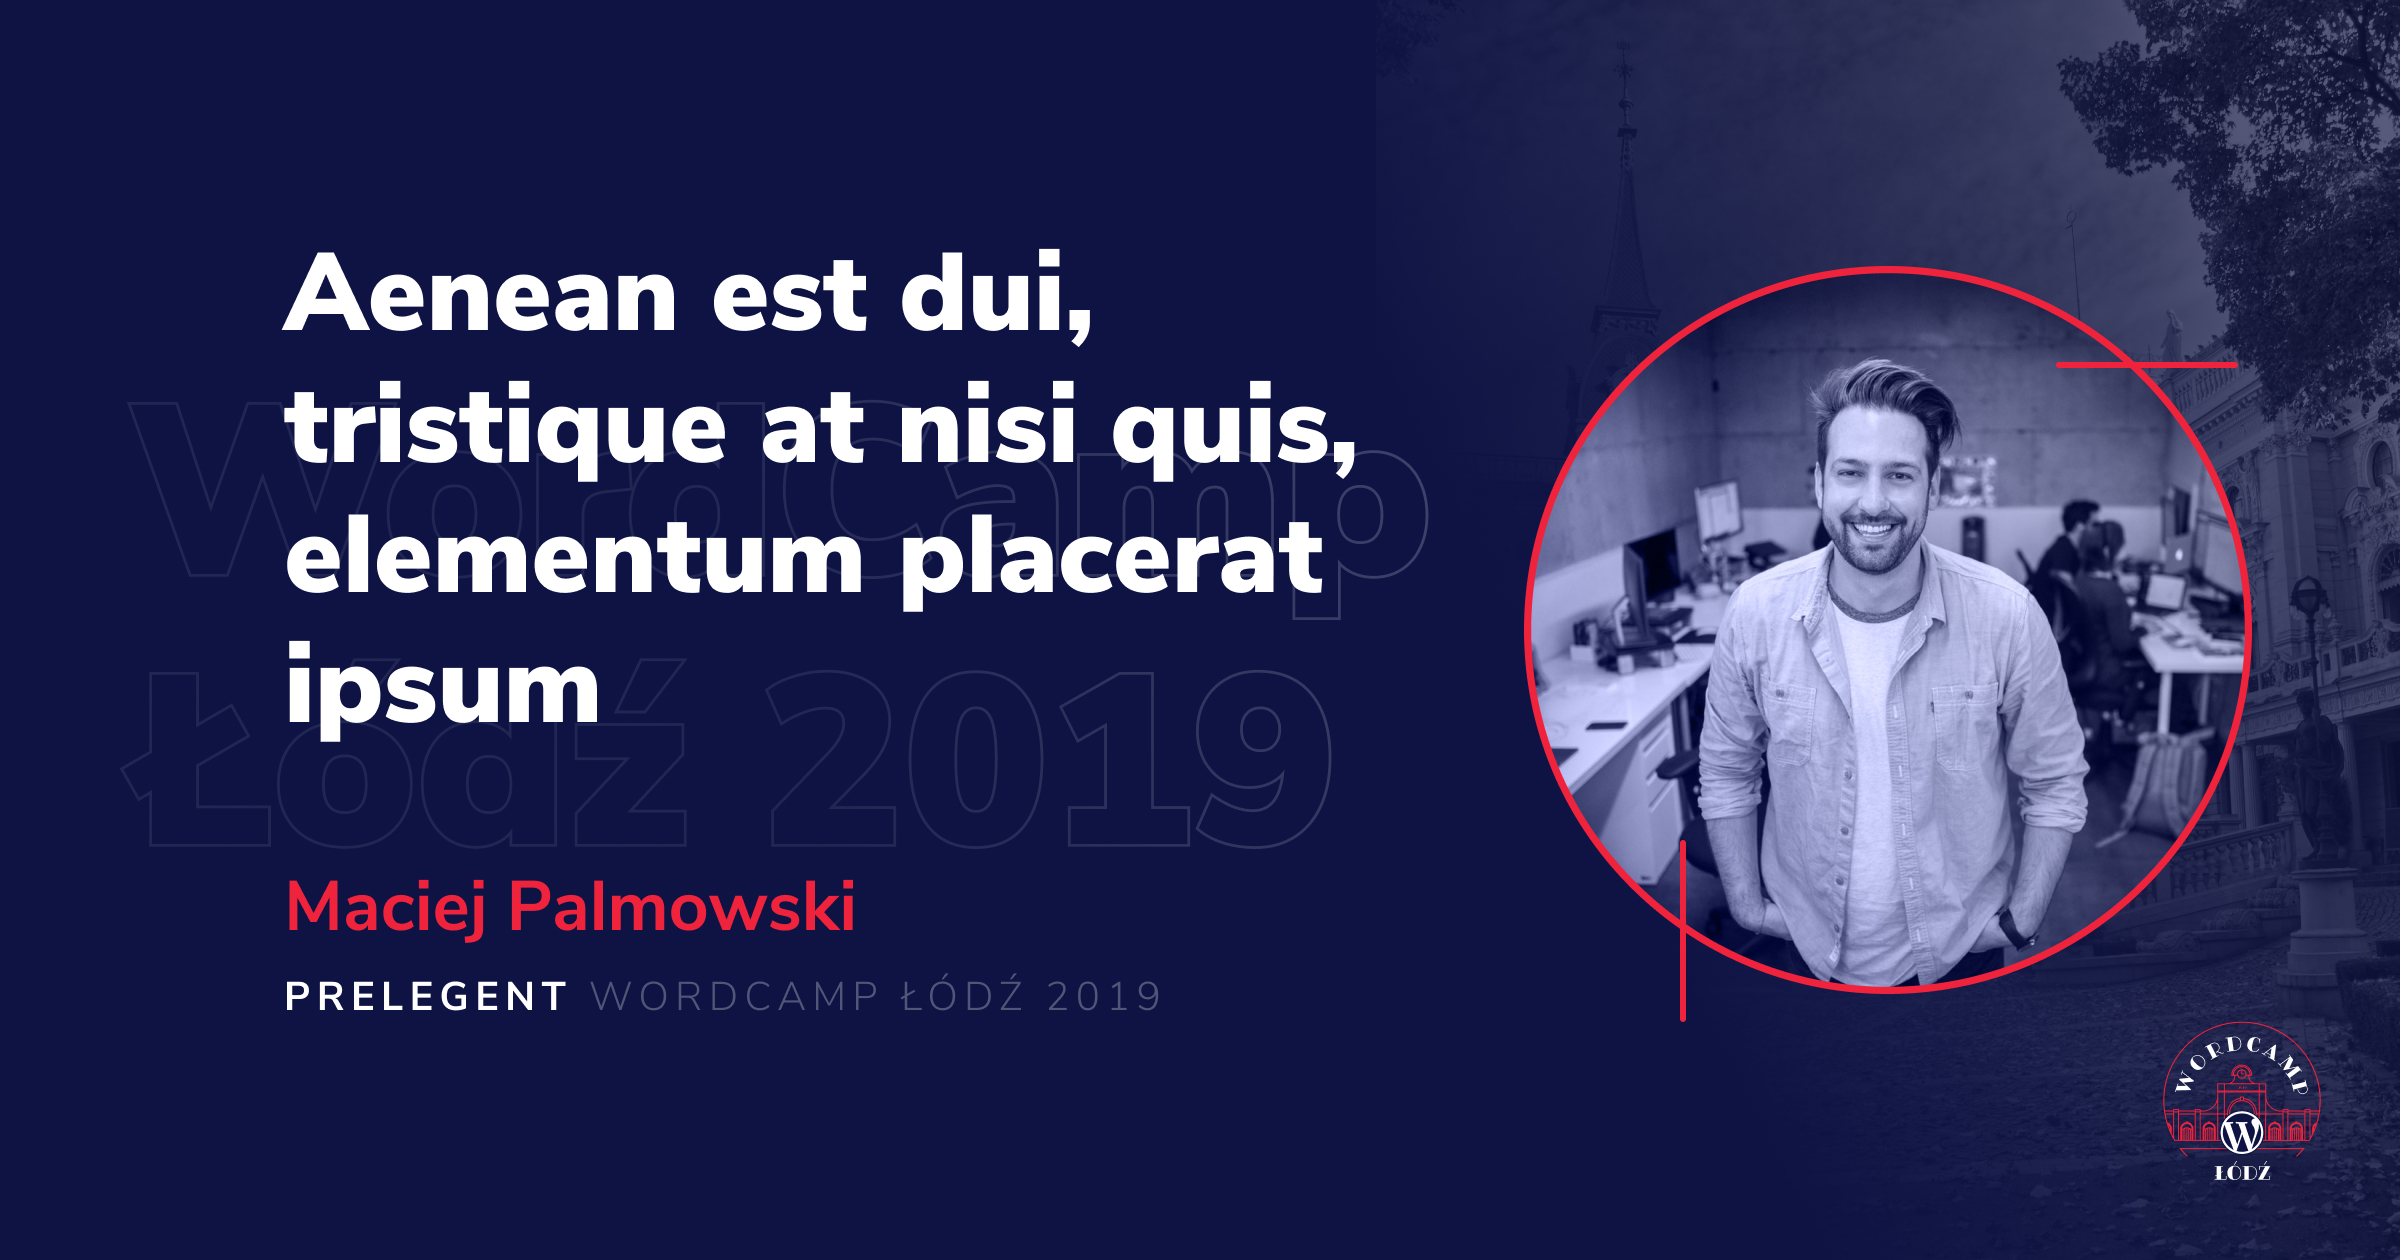 Aenean est dui,
tristique at nisi quis,
elementum placerat
ipsum
WordCamp
Łódź 2019
Maciej Palmowski
PRELEGENT WORDCAMP ŁÓDŹ 2019
WORDCAMP
W
ŁÓDŹ